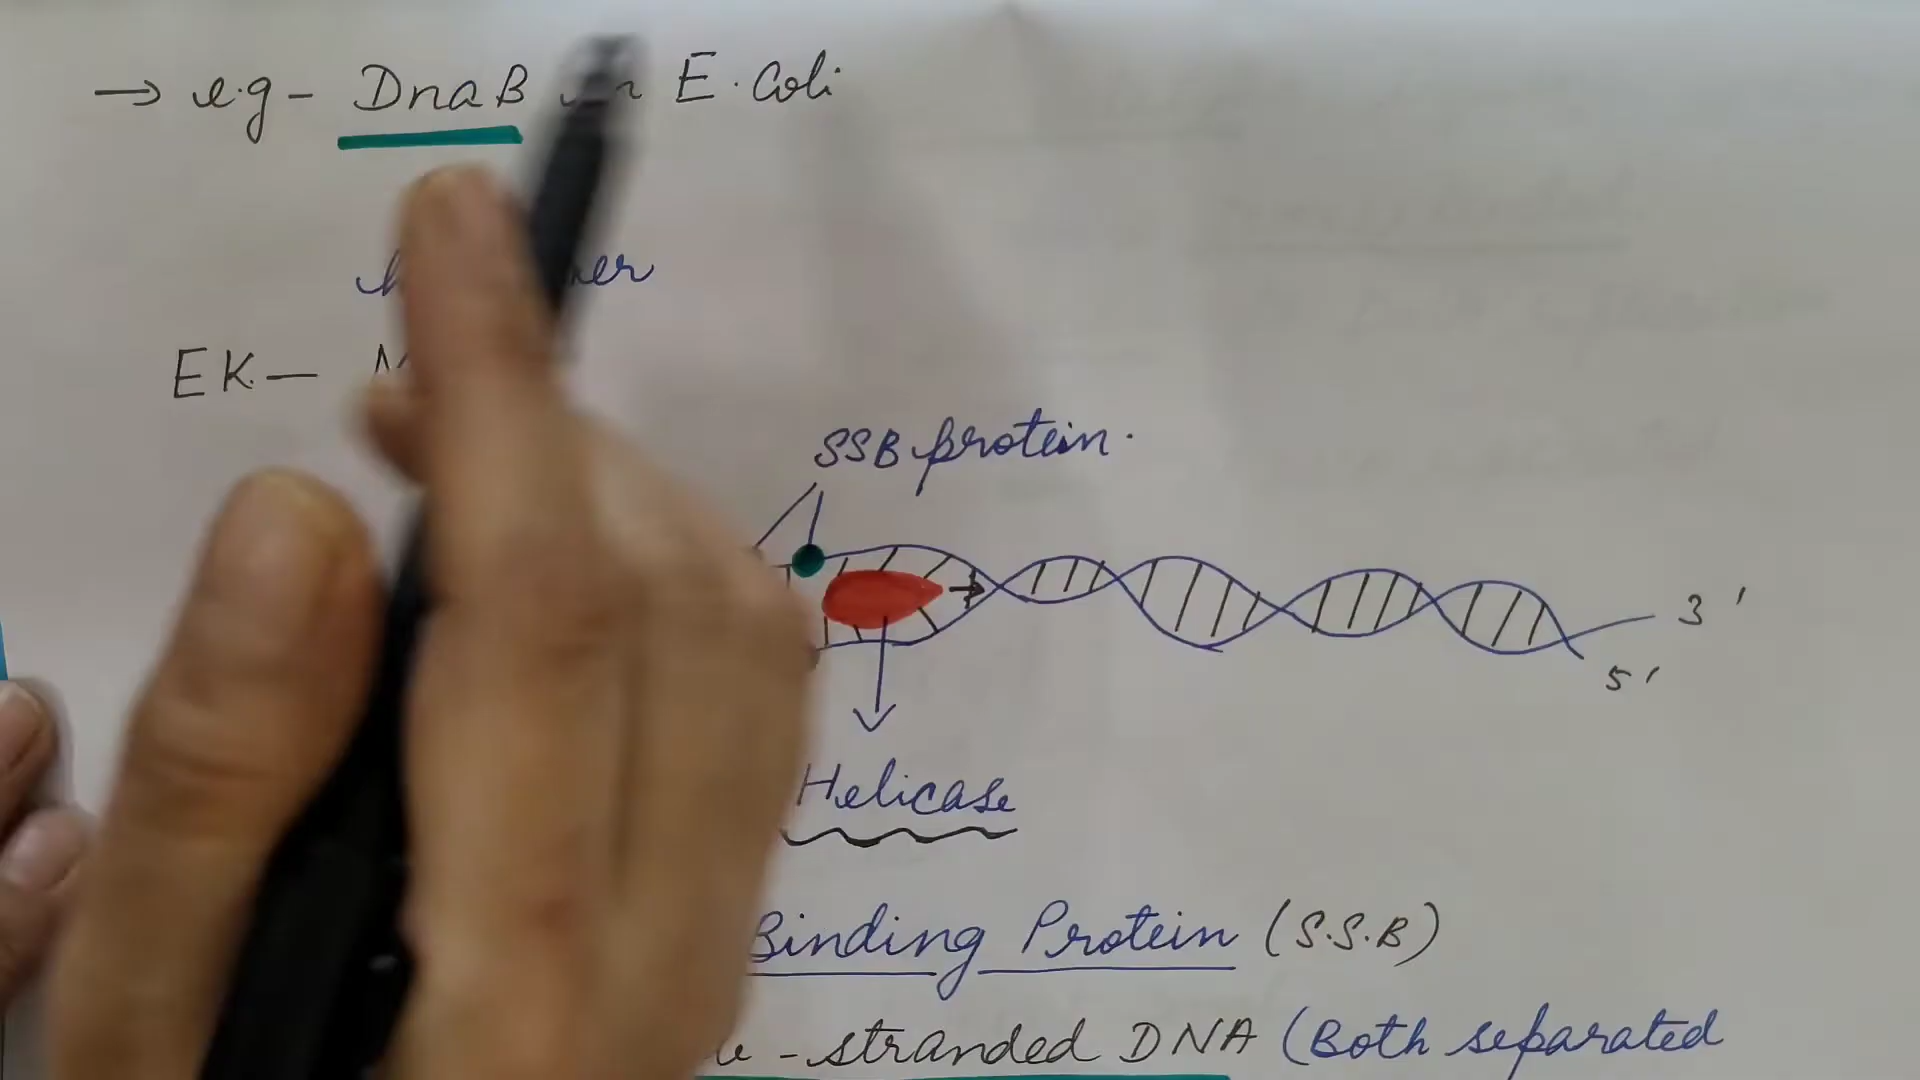 → e.g - DnaB E. Coli
EK -
SSB protein.
3'
5'
Helicase
Binding Protein (S.S.B)
- stranded DNA (Both separated